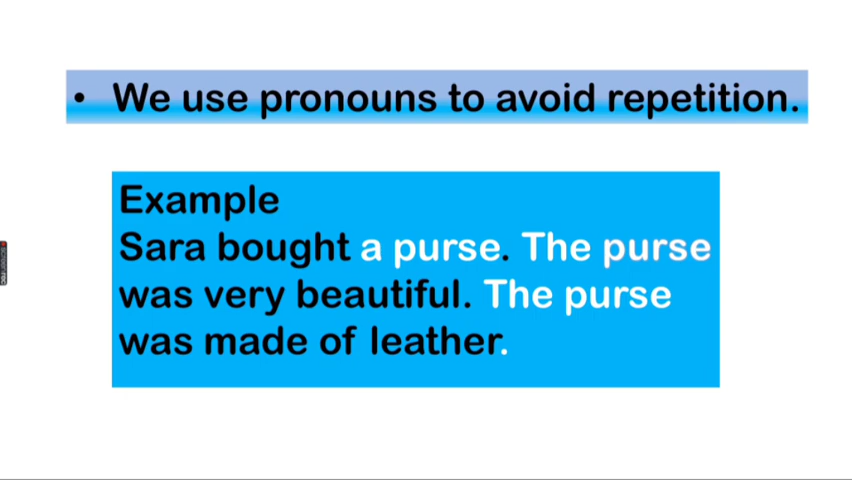 • We use pronouns to avoid repetition.
Example
Sara bought a purse. The purse
was very beautiful. The purse
was made of leather.